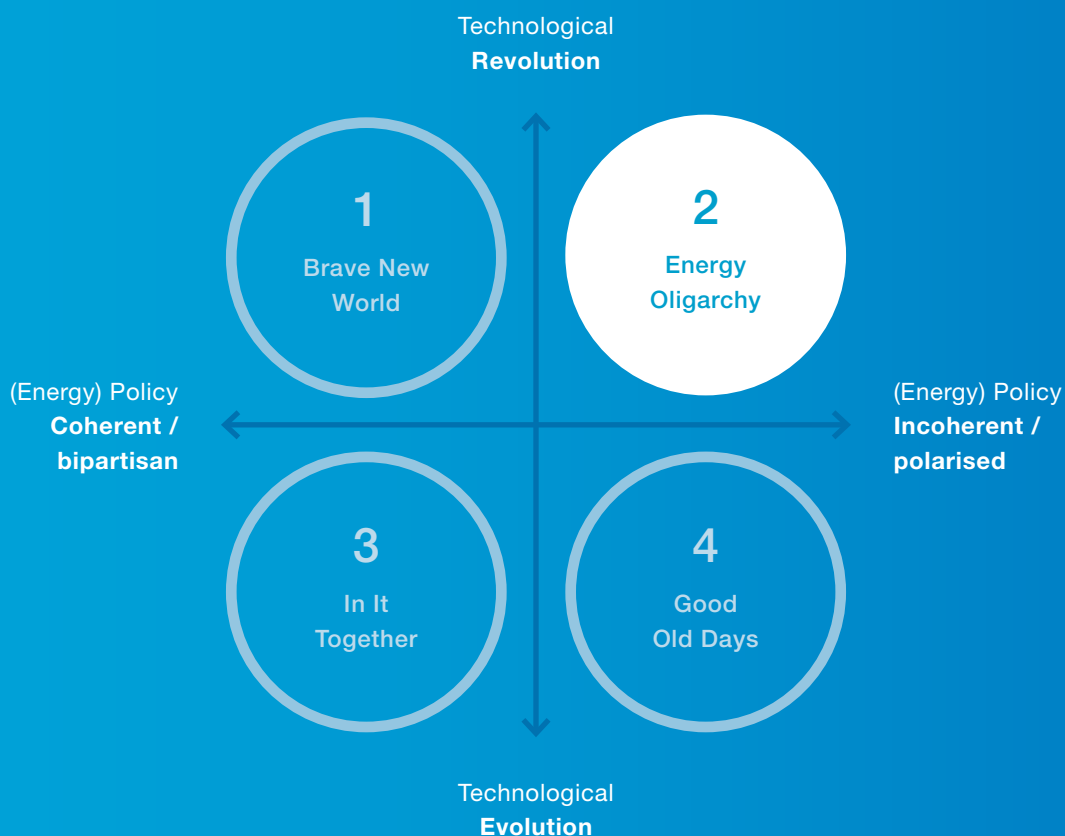 Technological
Revolution
1
Brave New
World
2
Energy
Oligarchy
(Energy) Policy
Coherent /
bipartisan
(Energy) Policy
Incoherent /
polarised
3
In It
Together
4
Good
Old Days
Technological
Evolution